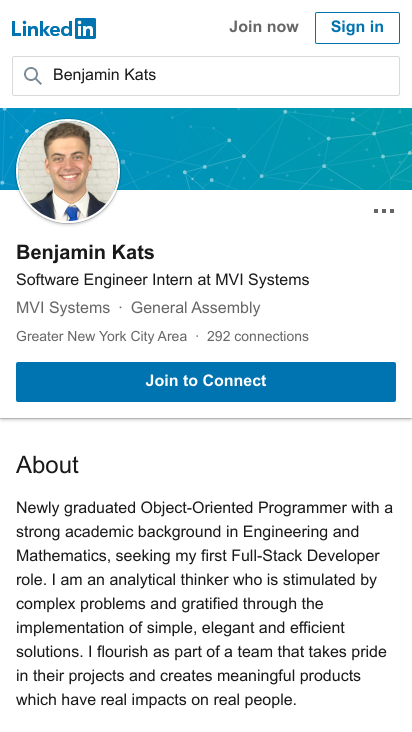 Linked in
Join now
Sign in
Benjamin Kats
Benjamin Kats
Software Engineer Intern at MVI Systems
MVI Systems · General Assembly
Greater New York City Area · 292 connections
Join to Connect
About
Newly graduated Object-Oriented Programmer with a
strong academic background in Engineering and
Mathematics, seeking my first Full-Stack Developer
role. I am an analytical thinker who is stimulated by
complex problems and gratified through the
implementation of simple, elegant and efficient
solutions. I flourish as part of a team that takes pride
in their projects and creates meaningful products
which have real impacts on real people.